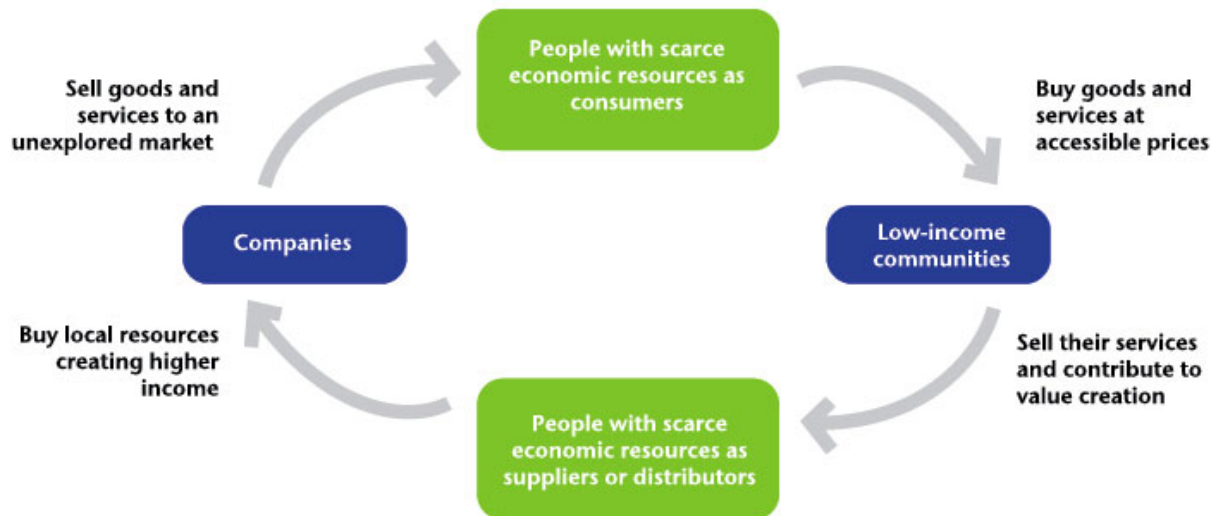 People with scarce
economic resources as
consumers
Sell goods and
services to an
unexplored market
Buy goods and
services at
accessible prices
Companies
Low-income
communities
Buy local resources
creating higher
income
Sell their services
and contribute to
value creation
People with scarce
economic resources as
suppliers or distributors